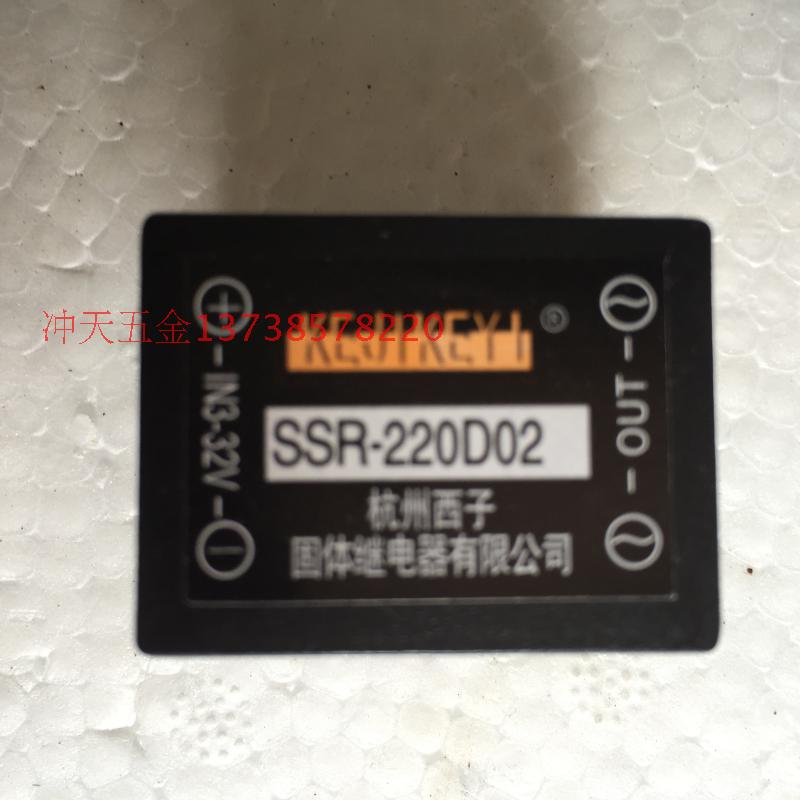 冲天五金13738578220
®
SSR-220D02
杭州西子
固体继电器有限公司
+ - IN3-32V - -
~ - OUT - ~